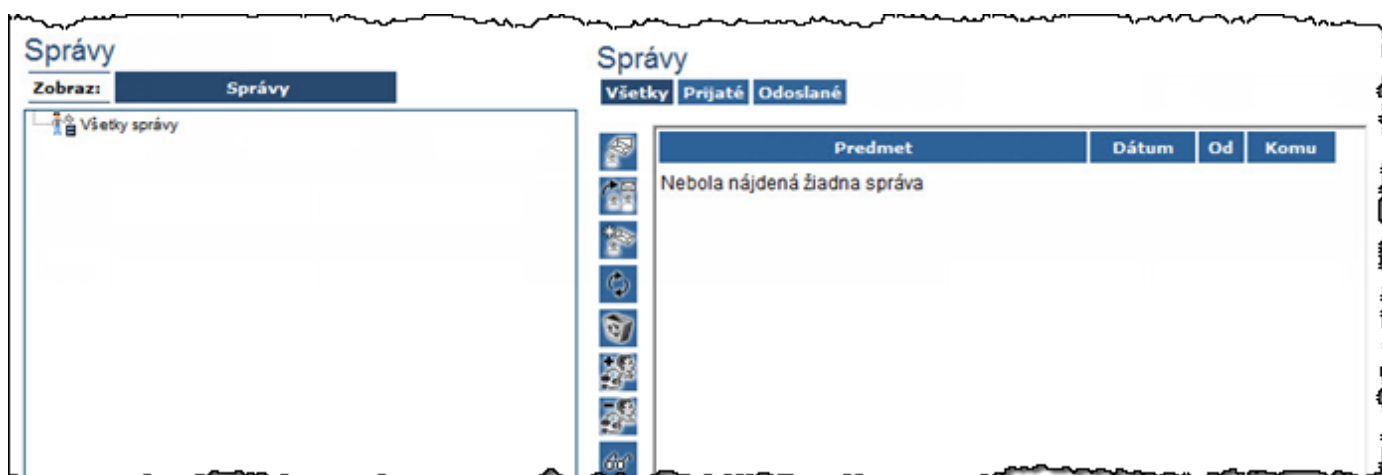 Správy
Zobraz: Správy
Všetky správy
Správy
Všetky Prijaté Odoslané
Predmet Dátum Od Komu
Nebola nájdená žiadna správa